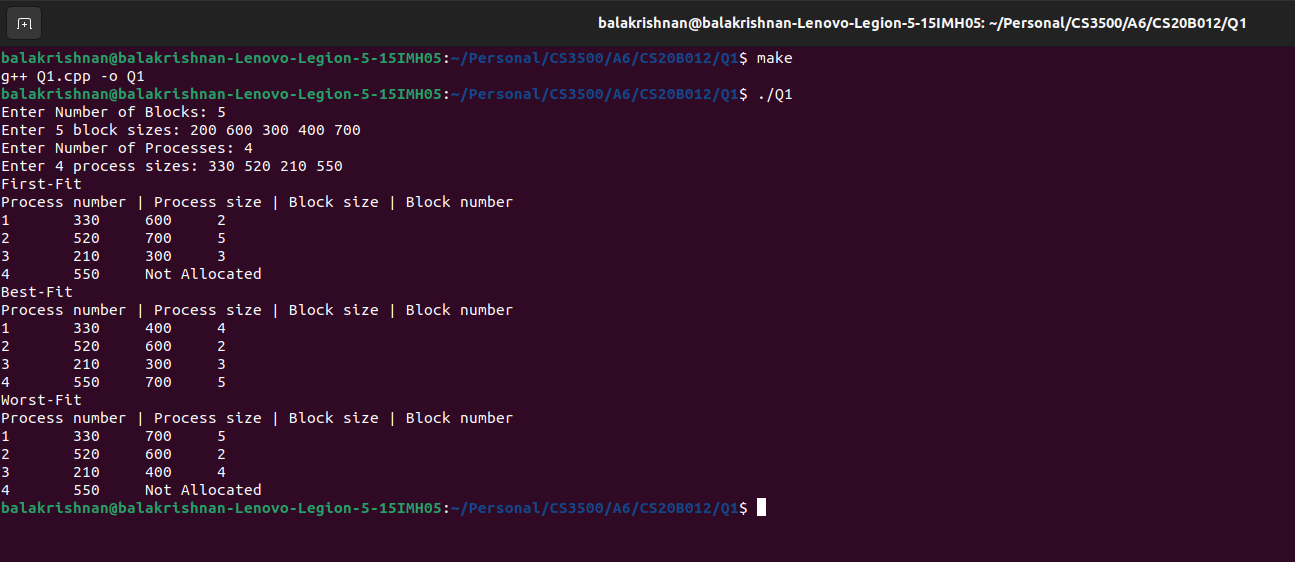 balakrishnan@balakrishnan-Lenovo-Legion-5-15IMH05: ~/Personal/CS3500/A6/CS20B012/Q1
balakrishnan@balakrishnan-Lenovo-Legion-5-15IMH05:~/Personal/CS3500/A6/CS20B012/Q1$ make
g++ Q1.cpp -o Q1
balakrishnan@balakrishnan-Lenovo-Legion-5-15IMH05:~/Personal/CS3500/A6/CS20B012/Q1$ ./Q1
Enter Number of Blocks: 5
Enter 5 block sizes: 200 600 300 400 700
Enter Number of Processes: 4
Enter 4 process sizes: 330 520 210 550
First-Fit
Process number | Process size | Block size | Block number
1       330     600     2
2       520     700     5
3       210     300     3
4       550     Not Allocated
Best-Fit
Process number | Process size | Block size | Block number
1       330     400     4
2       520     600     2
3       210     300     3
4       550     700     5
Worst-Fit
Process number | Process size | Block size | Block number
1       330     700     5
2       520     600     2
3       210     400     4
4       550     Not Allocated
balakrishnan@balakrishnan-Lenovo-Legion-5-15IMH05:~/Personal/CS3500/A6/CS20B012/Q1$